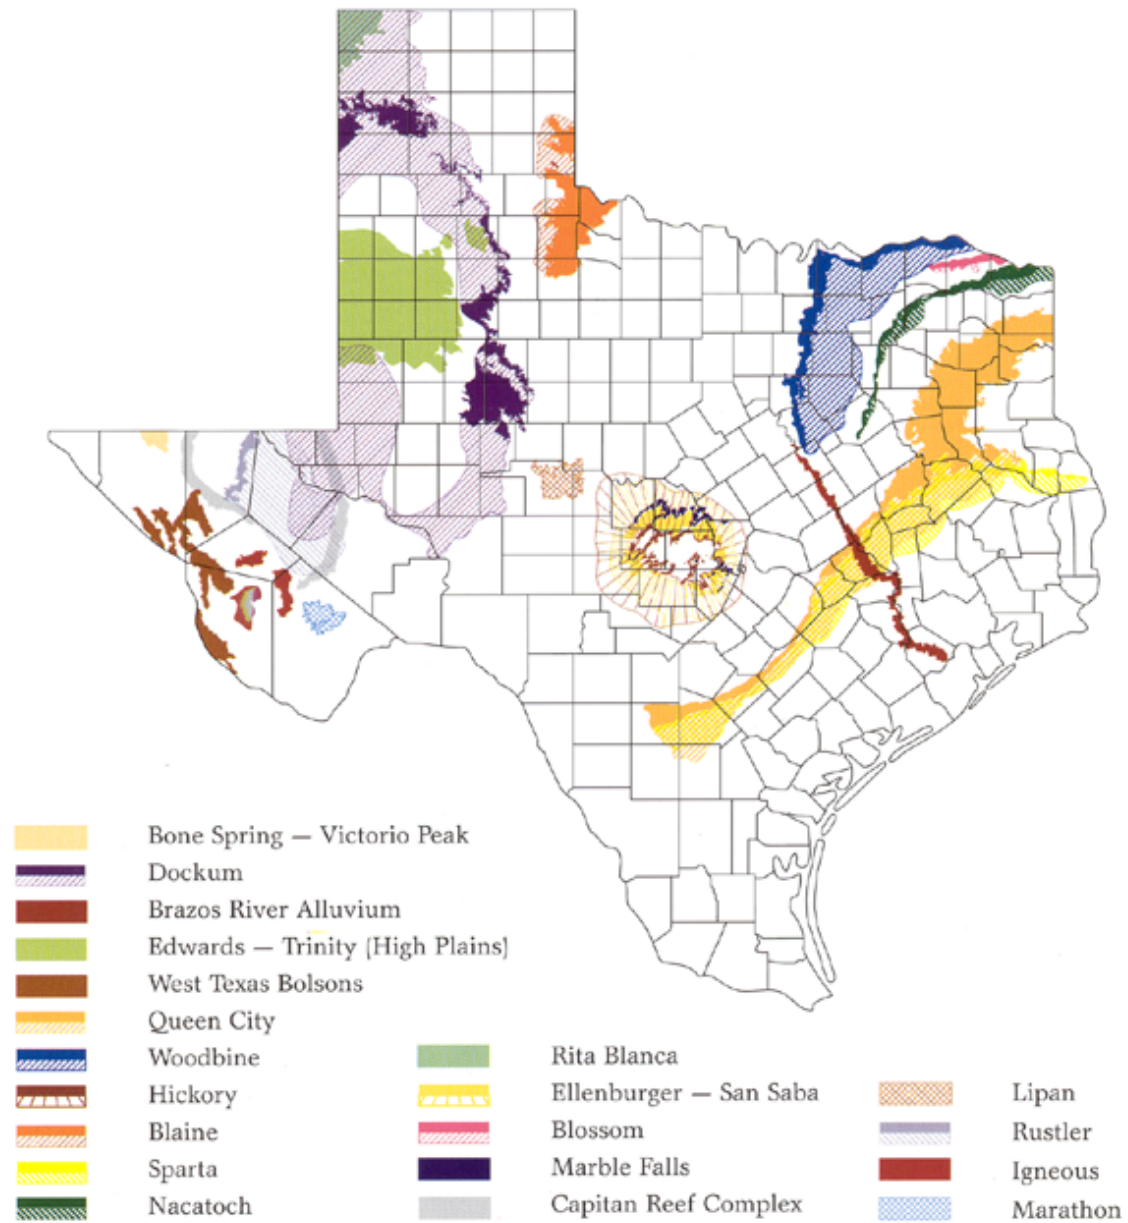 Bone Spring — Victorio Peak
Dockum
Brazos River Alluvium
Edwards — Trinity (High Plains)
West Texas Bolsons
Queen City
Woodbine
Hickory
Blaine
Sparta
Nacatoch
Rita Blanca
Ellenburger — San Saba
Blossom
Marble Falls
Capitan Reef Complex
Lipan
Rustler
Igneous
Marathon